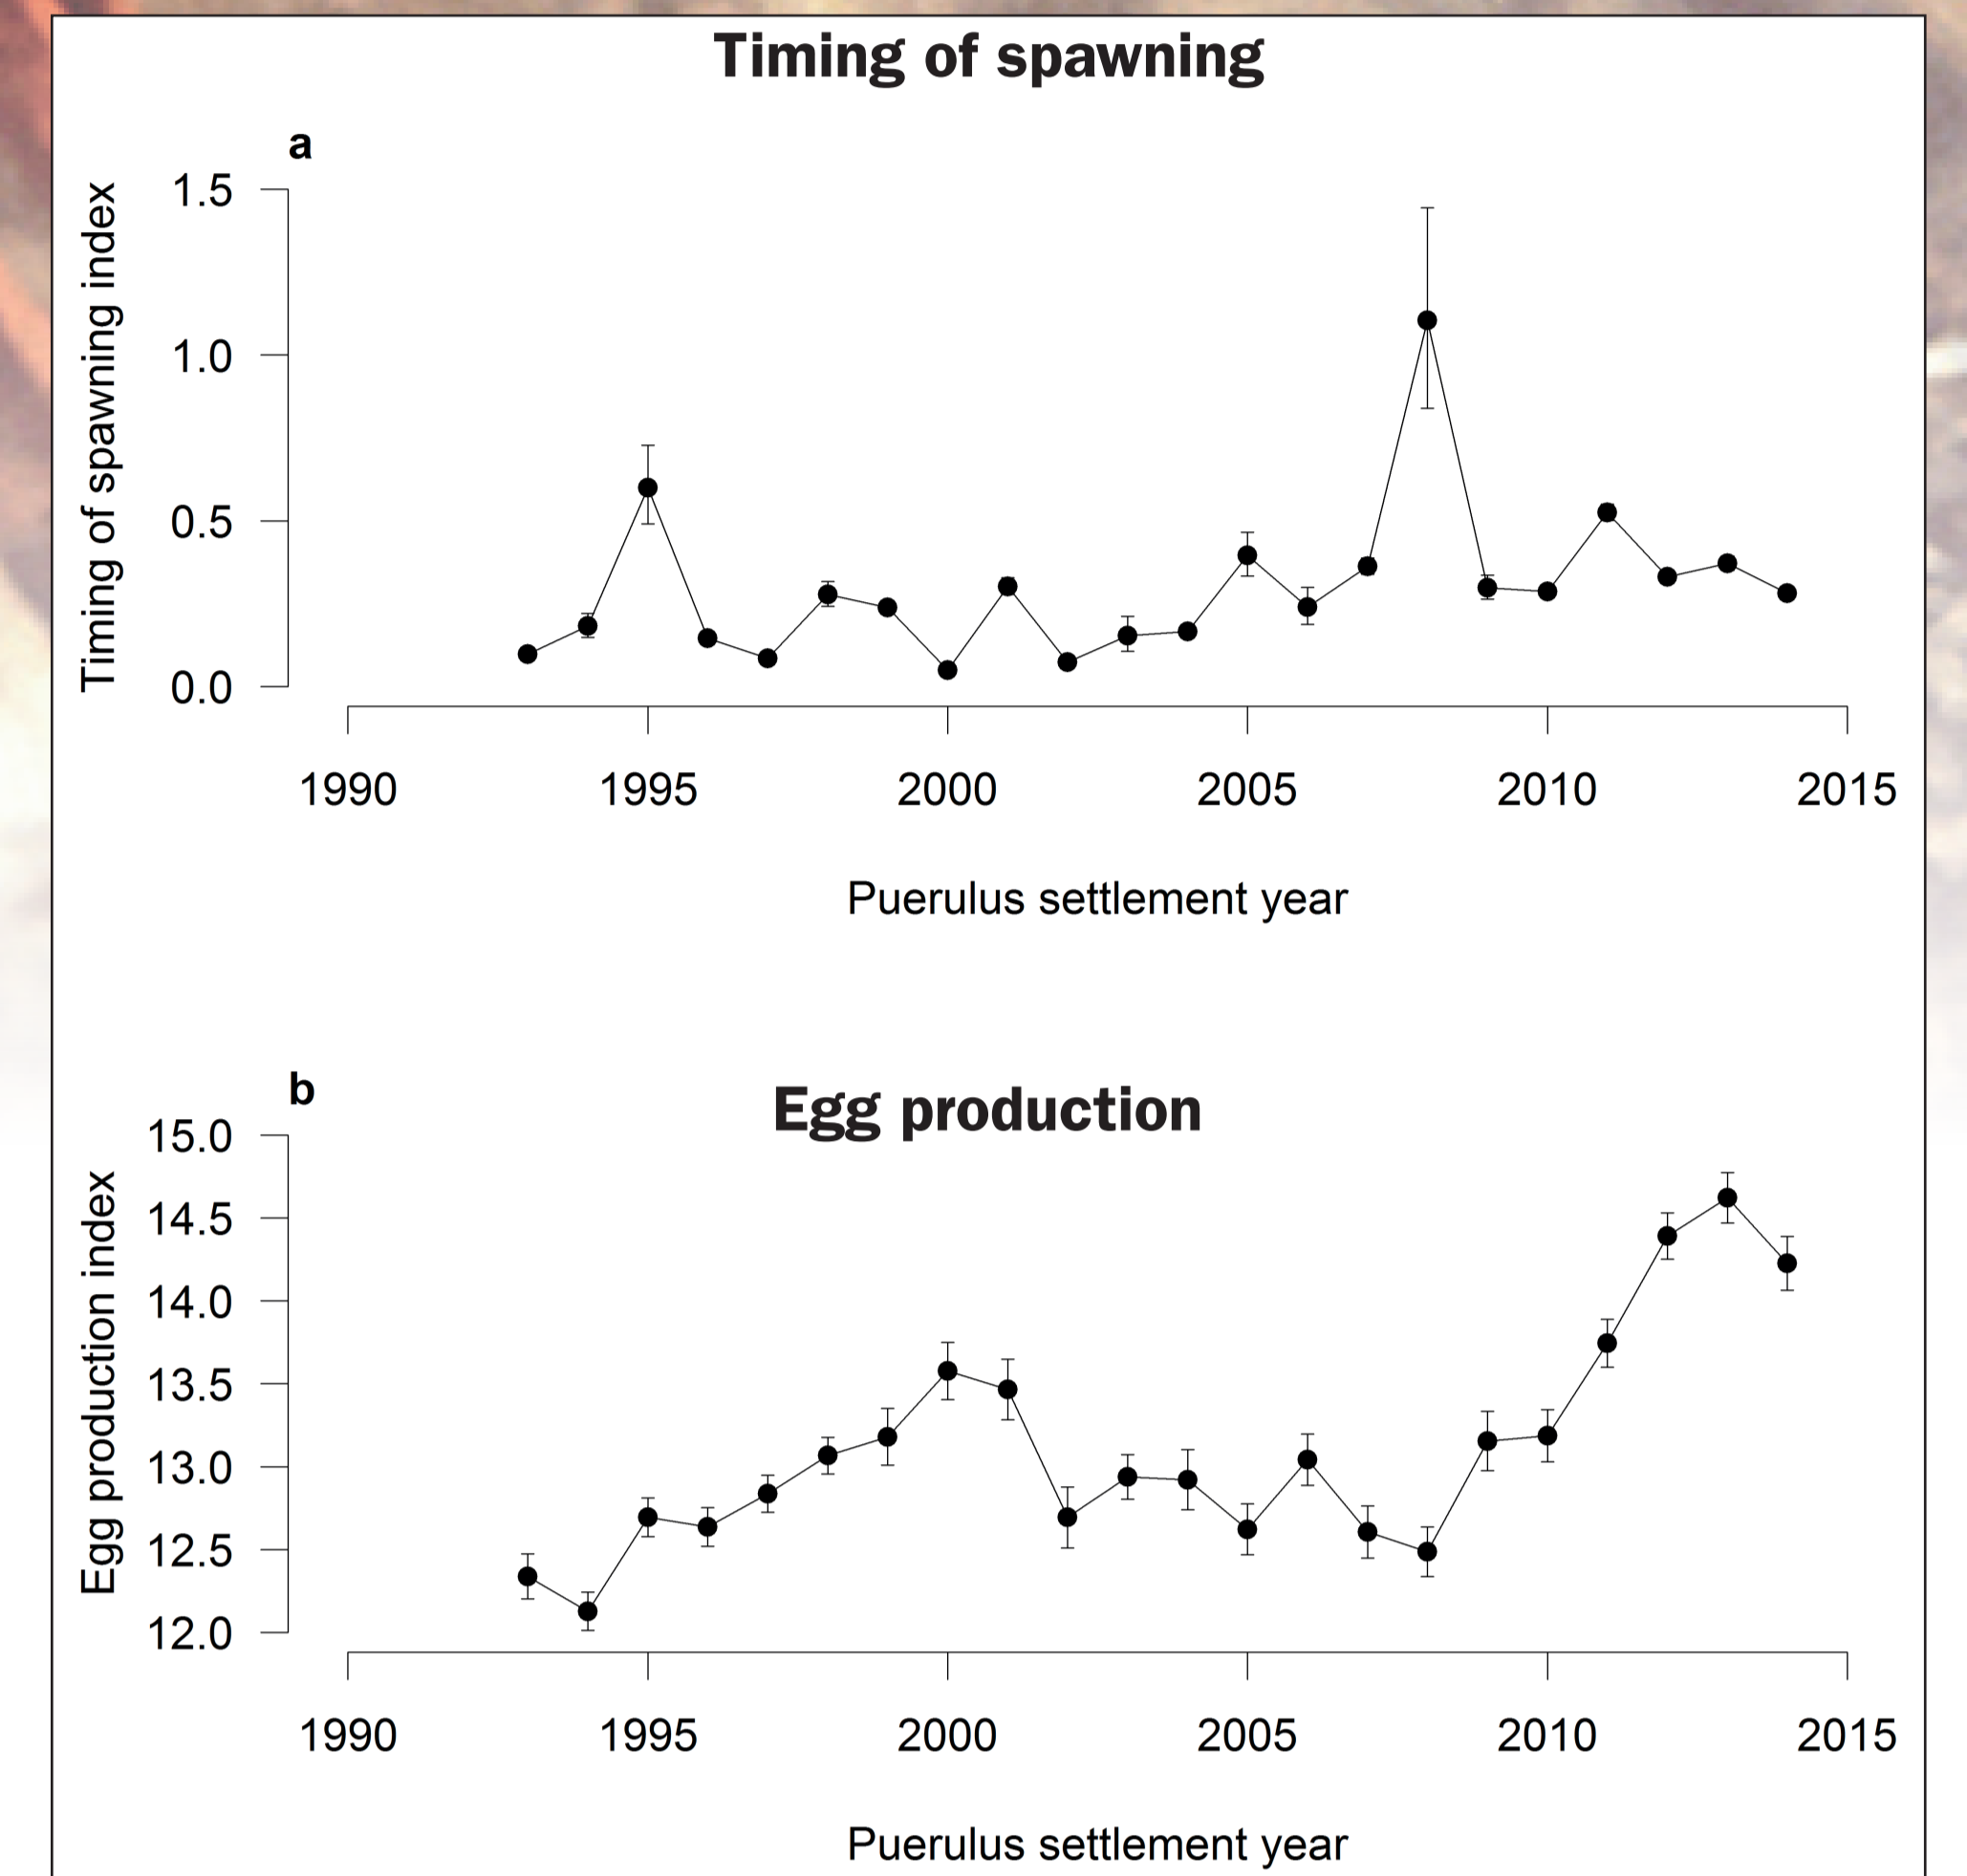 Timing of spawning
a
Timing of spawning index
1.5
1.0
0.5
0.0
1990 1995 2000 2005 2010 2015
Puerulus settlement year
b
Egg production
Egg production index
15.0
14.5
14.0
13.5
13.0
12.5
12.0
1990 1995 2000 2005 2010 2015
Puerulus settlement year